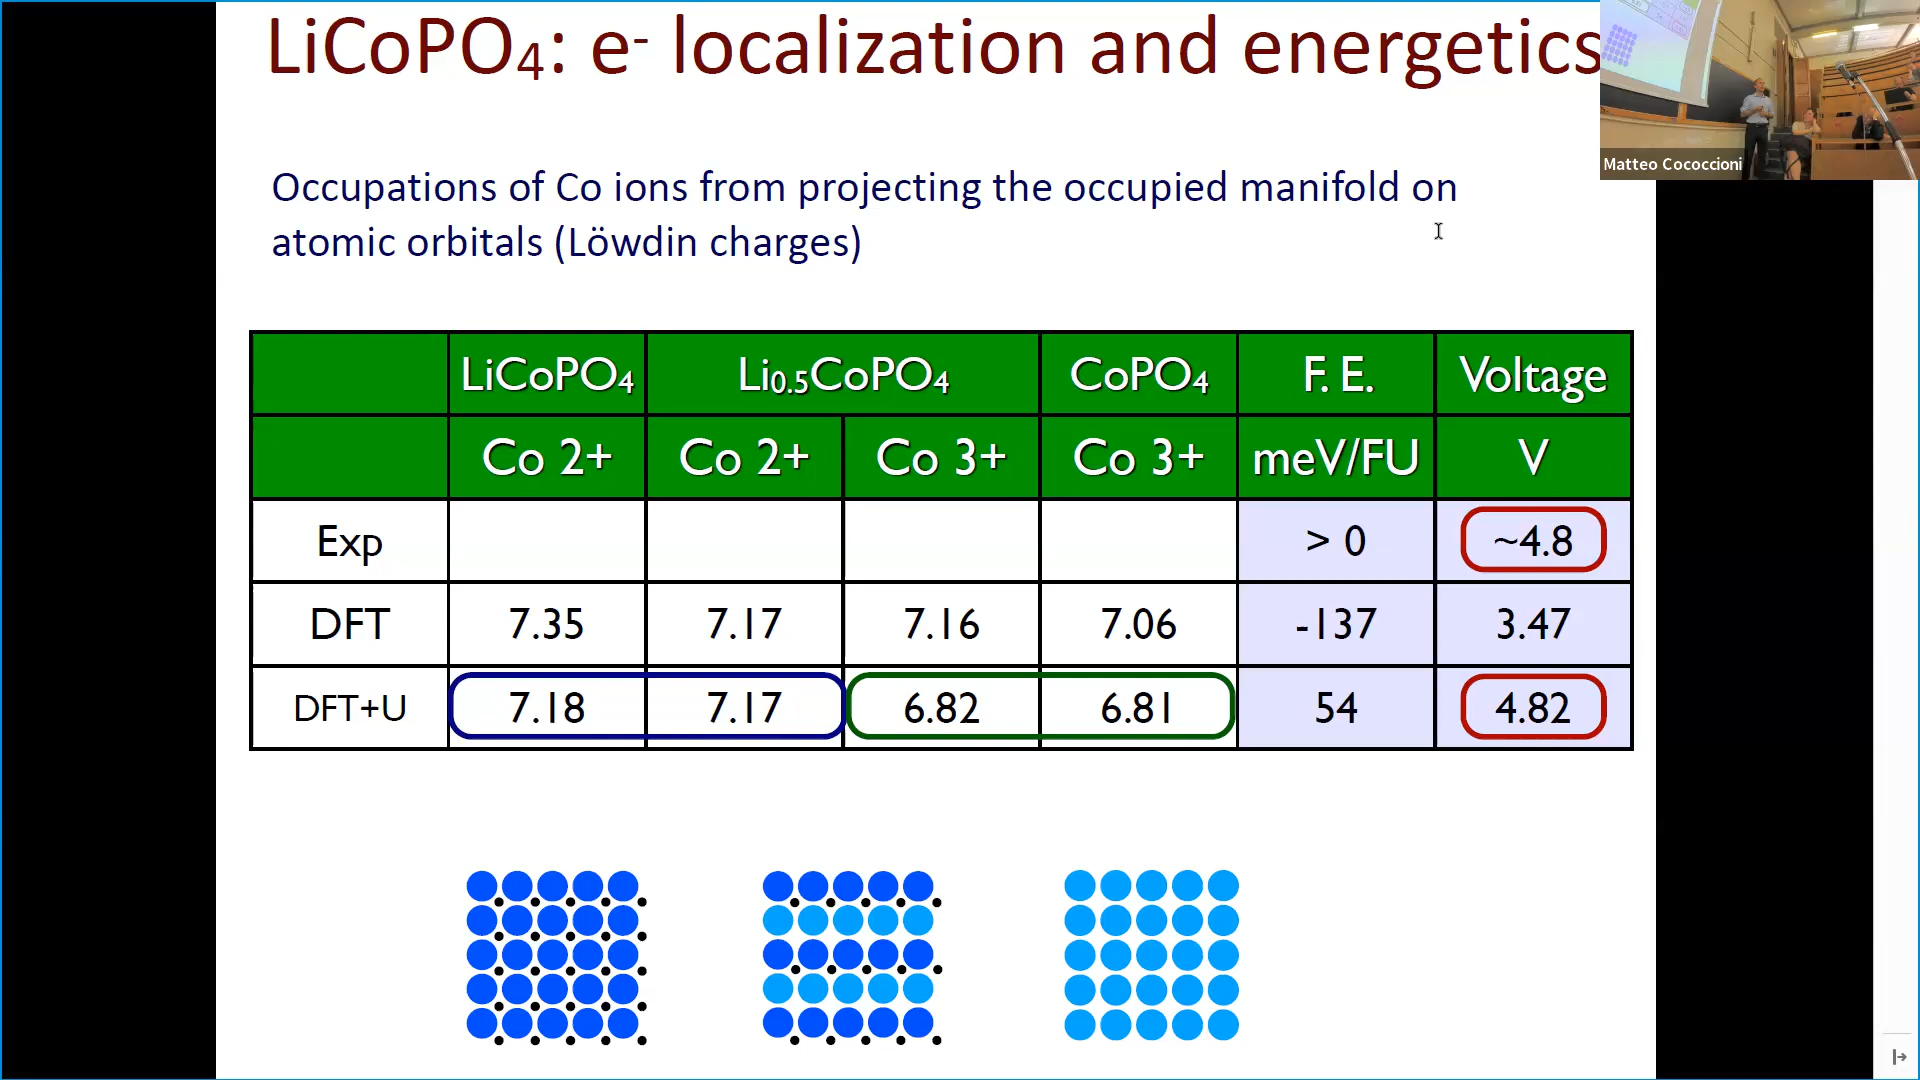 LiCoPO₄: e⁻ localization and energetics
Matteo Cococcioni
Occupations of Co ions from projecting the occupied manifold on
atomic orbitals (Löwdin charges)
LiCoPO₄ Li₀.₅CoPO₄ CoPO₄ F. E. Voltage
Co 2+ Co 2+ Co 3+ Co 3+ meV/FU V
Exp > 0 ~4.8
DFT 7.35 7.17 7.16 7.06 -137 3.47
DFT+U 7.18 7.17 6.82 6.81 54 4.82